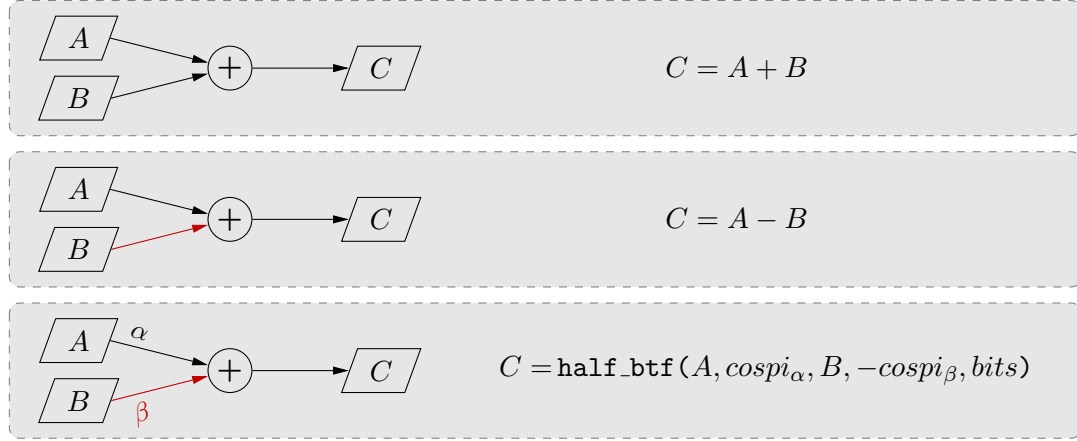 A
B
+
C
C = A + B
A
B
+
C
C = A − B
A
α
B
β
+
C
C = half_btf(A, cospi_α, B, −cospi_β, bits)